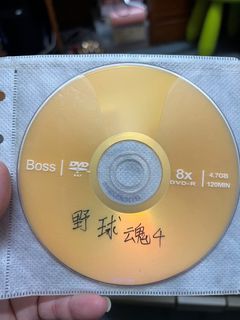 Boss
DVD
8x
DVD-R
4.7GB
120MIN
野球魂4